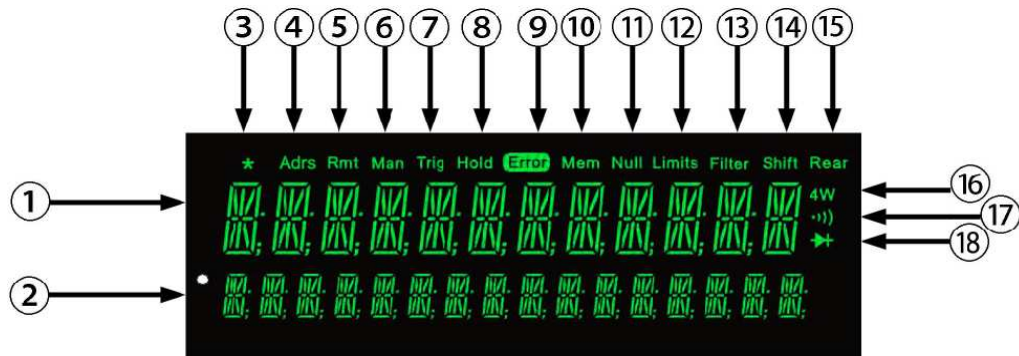 ③ ④ ⑤ ⑥ ⑦ ⑧ ⑨ ⑩ ⑪ ⑫ ⑬ ⑭ ⑮
* Adrs Rmt Man Trig Hold Error Mem Null Limits Filter Shift Rear
① 4W ⑯
⑰
⑱
②